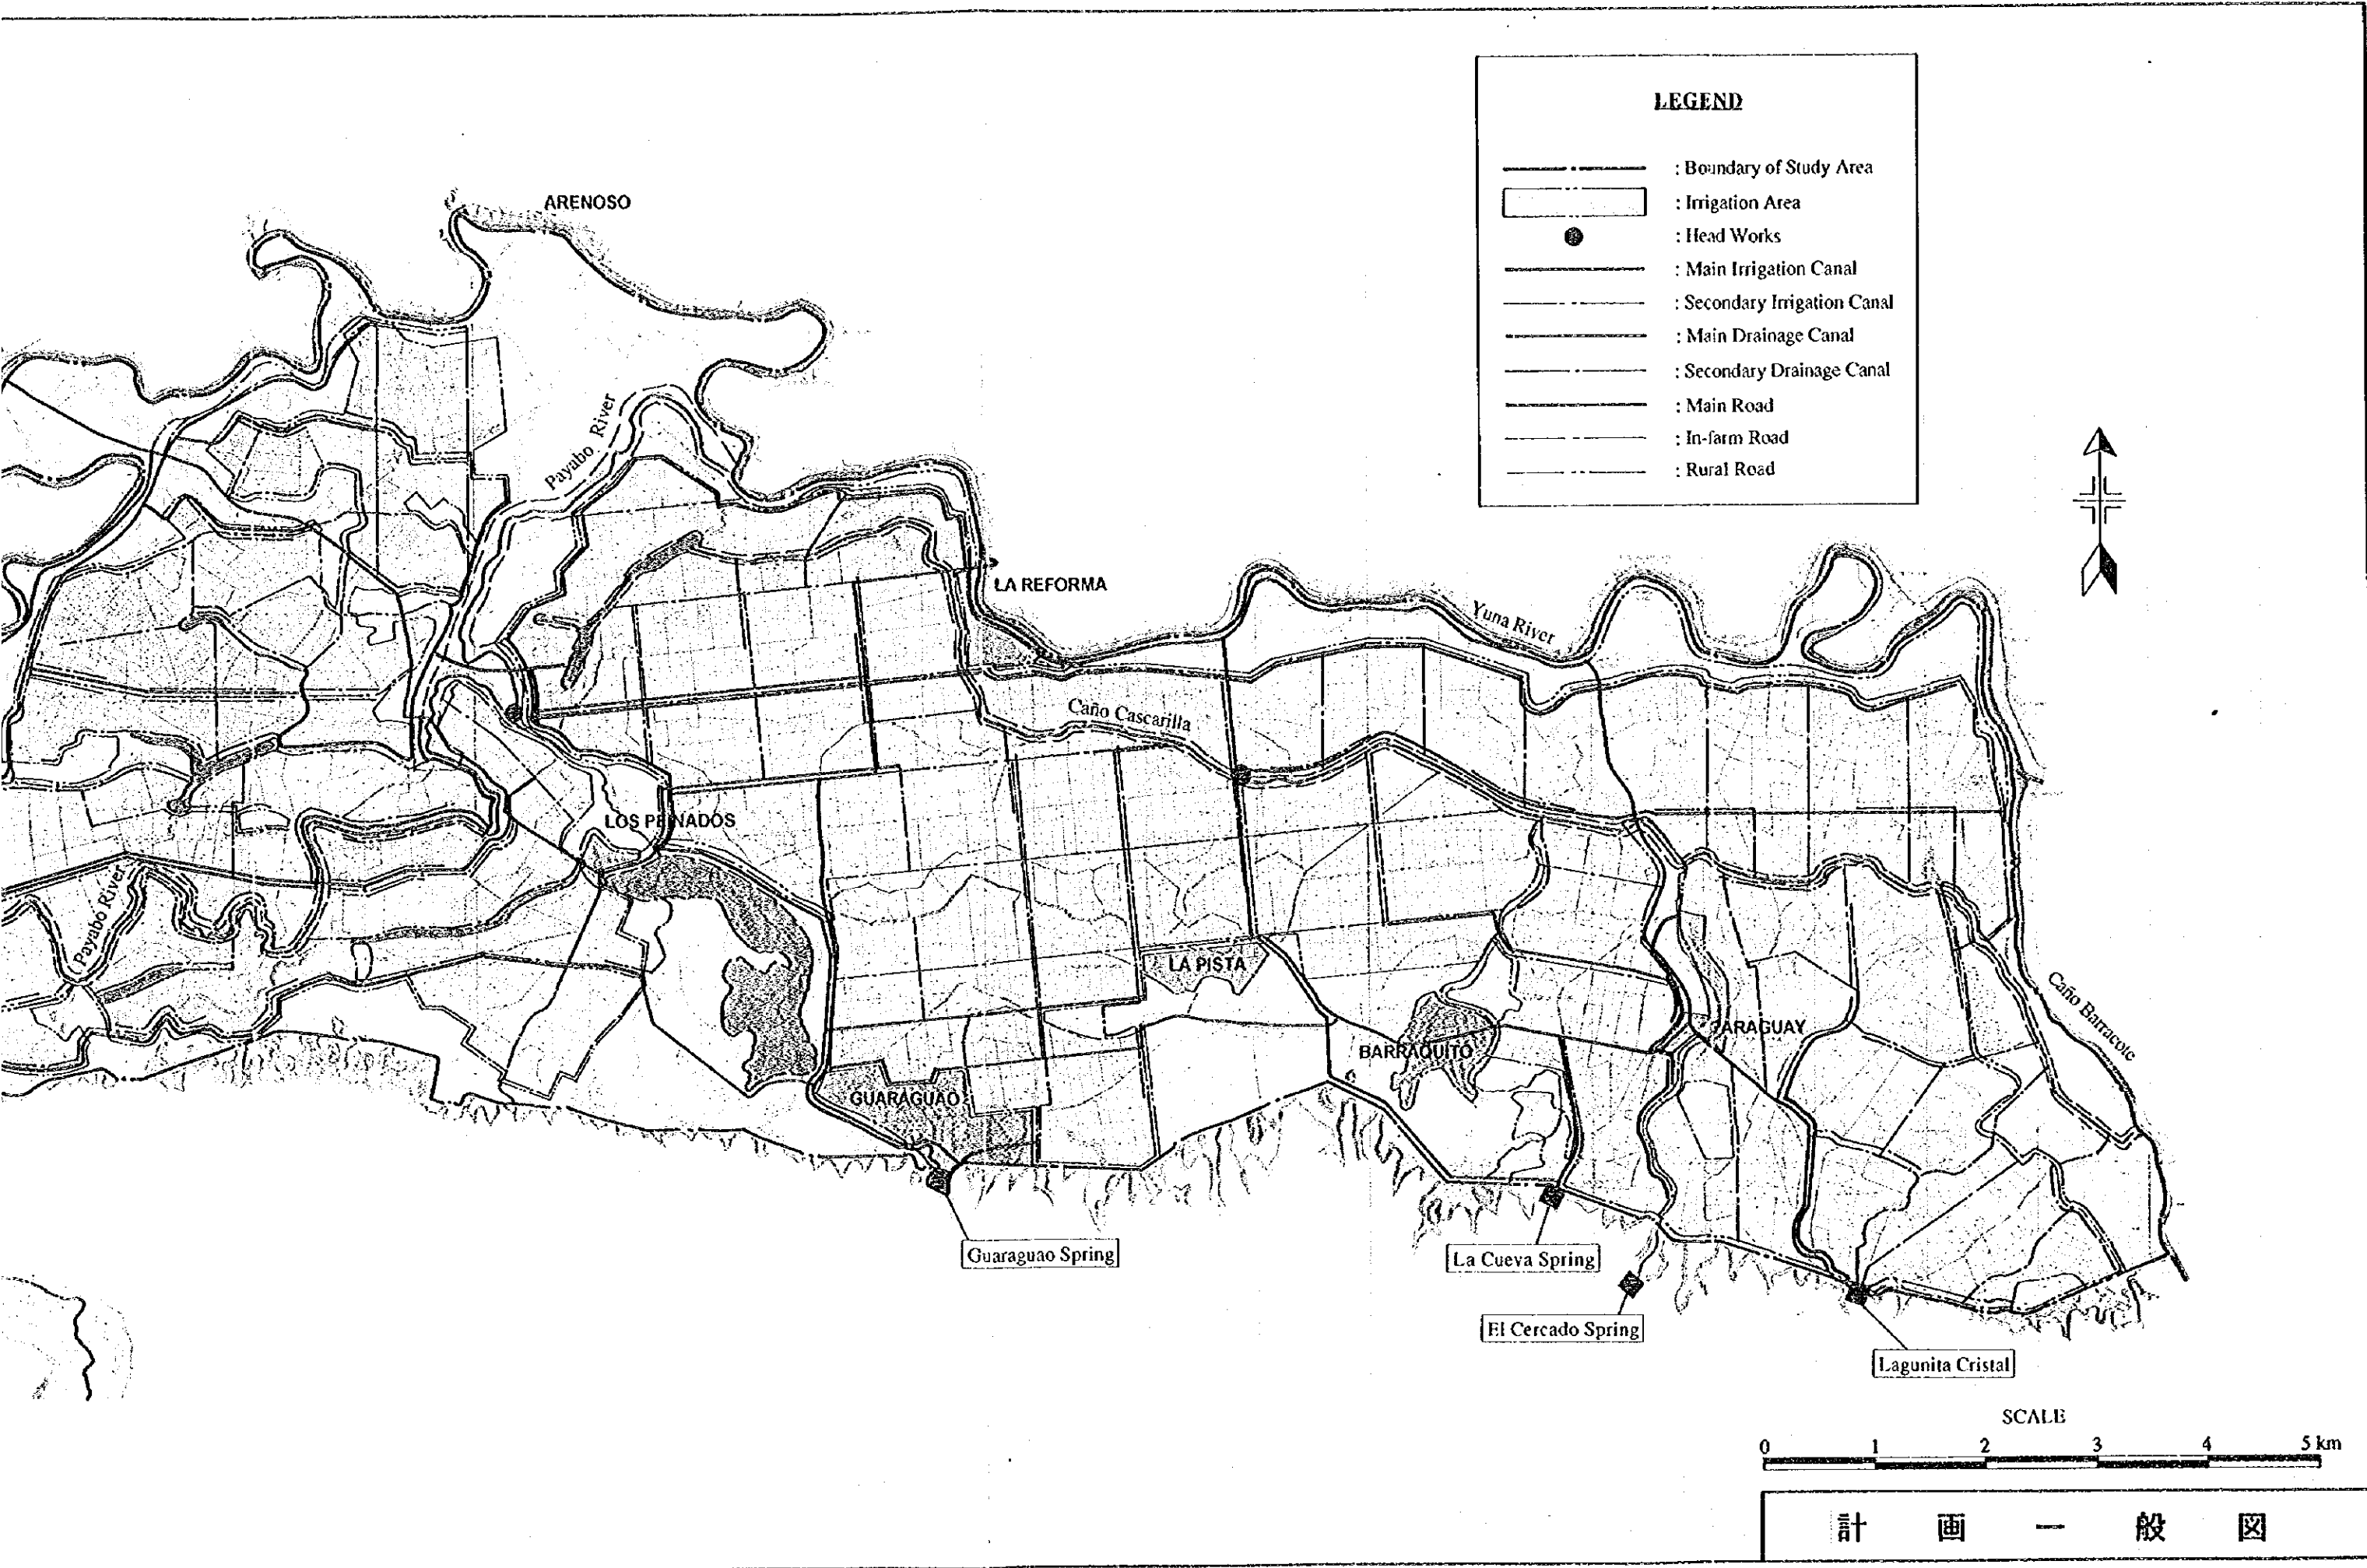 LEGEND
: Boundary of Study Area
: Irrigation Area
: Head Works
: Main Irrigation Canal
: Secondary Irrigation Canal
: Main Drainage Canal
: Secondary Drainage Canal
: Main Road
: In-farm Road
: Rural Road
ARENOSO
Payabo River
LA REFORMA
Yuna River
Caño Cascarilla
LOS PEINADOS
Payabo River
LA PISTA
Caño Barracote
BARRAQUITO
ARAGUAY
GUARAGUAO
Guaraguao Spring
La Cueva Spring
El Cercado Spring
Lagunita Cristal
SCALE
0 1 2 3 4 5 km
計画一般図